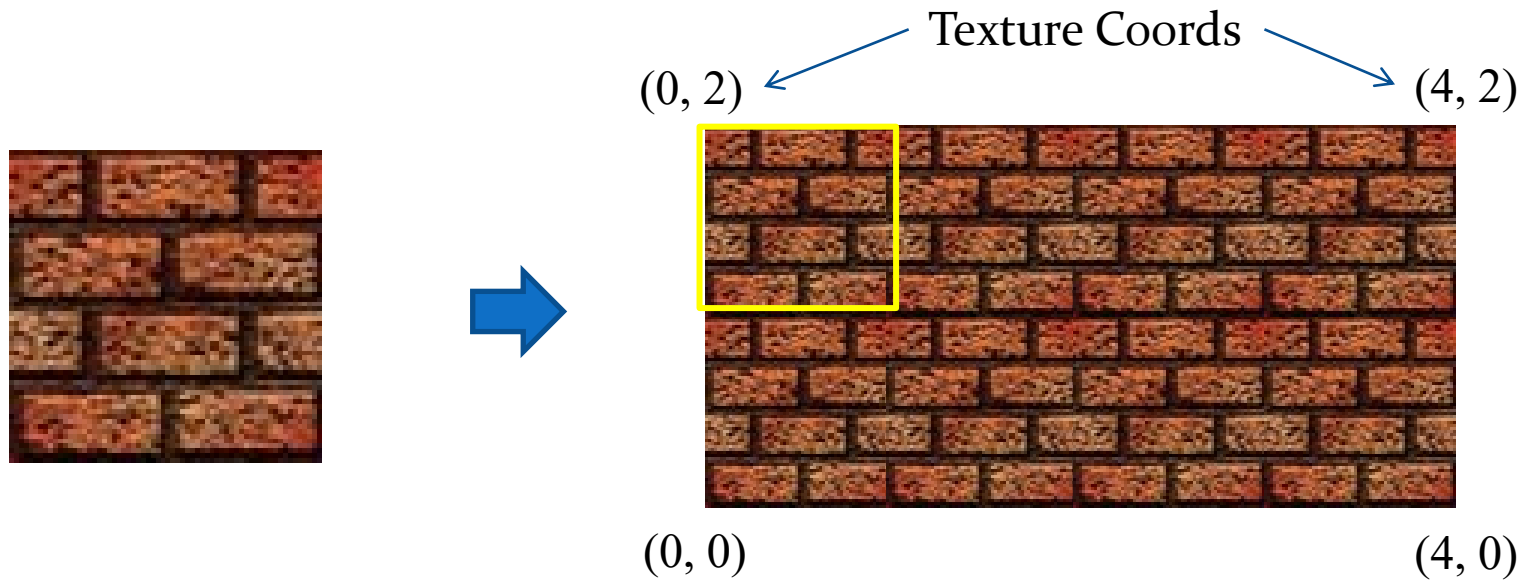 Texture Coords
(0, 2)
(4, 2)
(0, 0)
(4, 0)